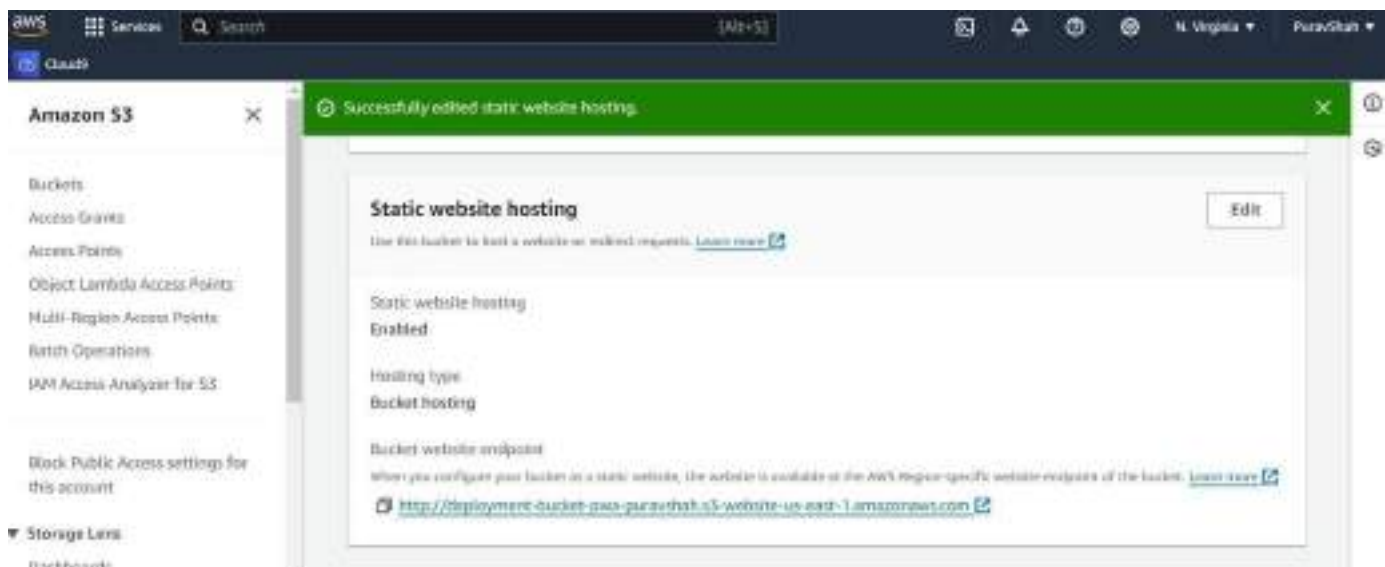 aws
Services
Search
[Alt+S]
N. Virginia
PuravShah
Cloud9
Amazon S3
Successfully edited static website hosting.
Buckets
Access Grants
Access Points
Object Lambda Access Points
Multi-Region Access Points
Batch Operations
IAM Access Analyzer for S3
Block Public Access settings for
this account
Storage Lens
Dashboards
Static website hosting
Edit
Use this bucket to host a website or redirect requests. Learn more
Static website hosting
Enabled
Hosting type
Bucket hosting
Bucket website endpoint
When you configure your bucket as a static website, the website is available at the AWS Region-specific website endpoint of the bucket. Learn more
http://deployment-bucket-pwa-puravshah.s3-website-us-east-1.amazonaws.com